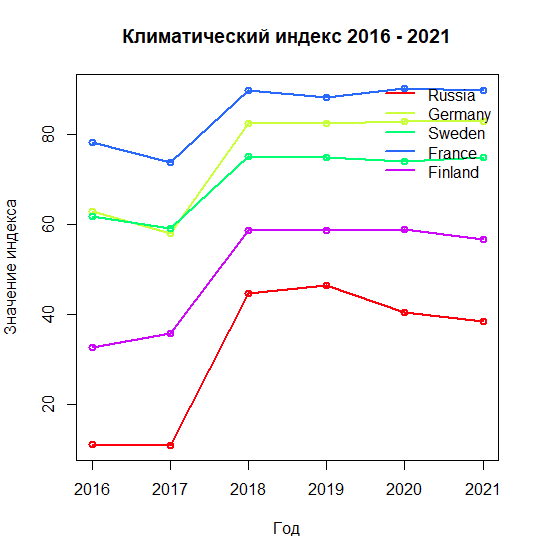 Климатический индекс 2016 - 2021
Значение индекса
80
60
40
20
Russia
Germany
Sweden
France
Finland
2016 2017 2018 2019 2020 2021
Год